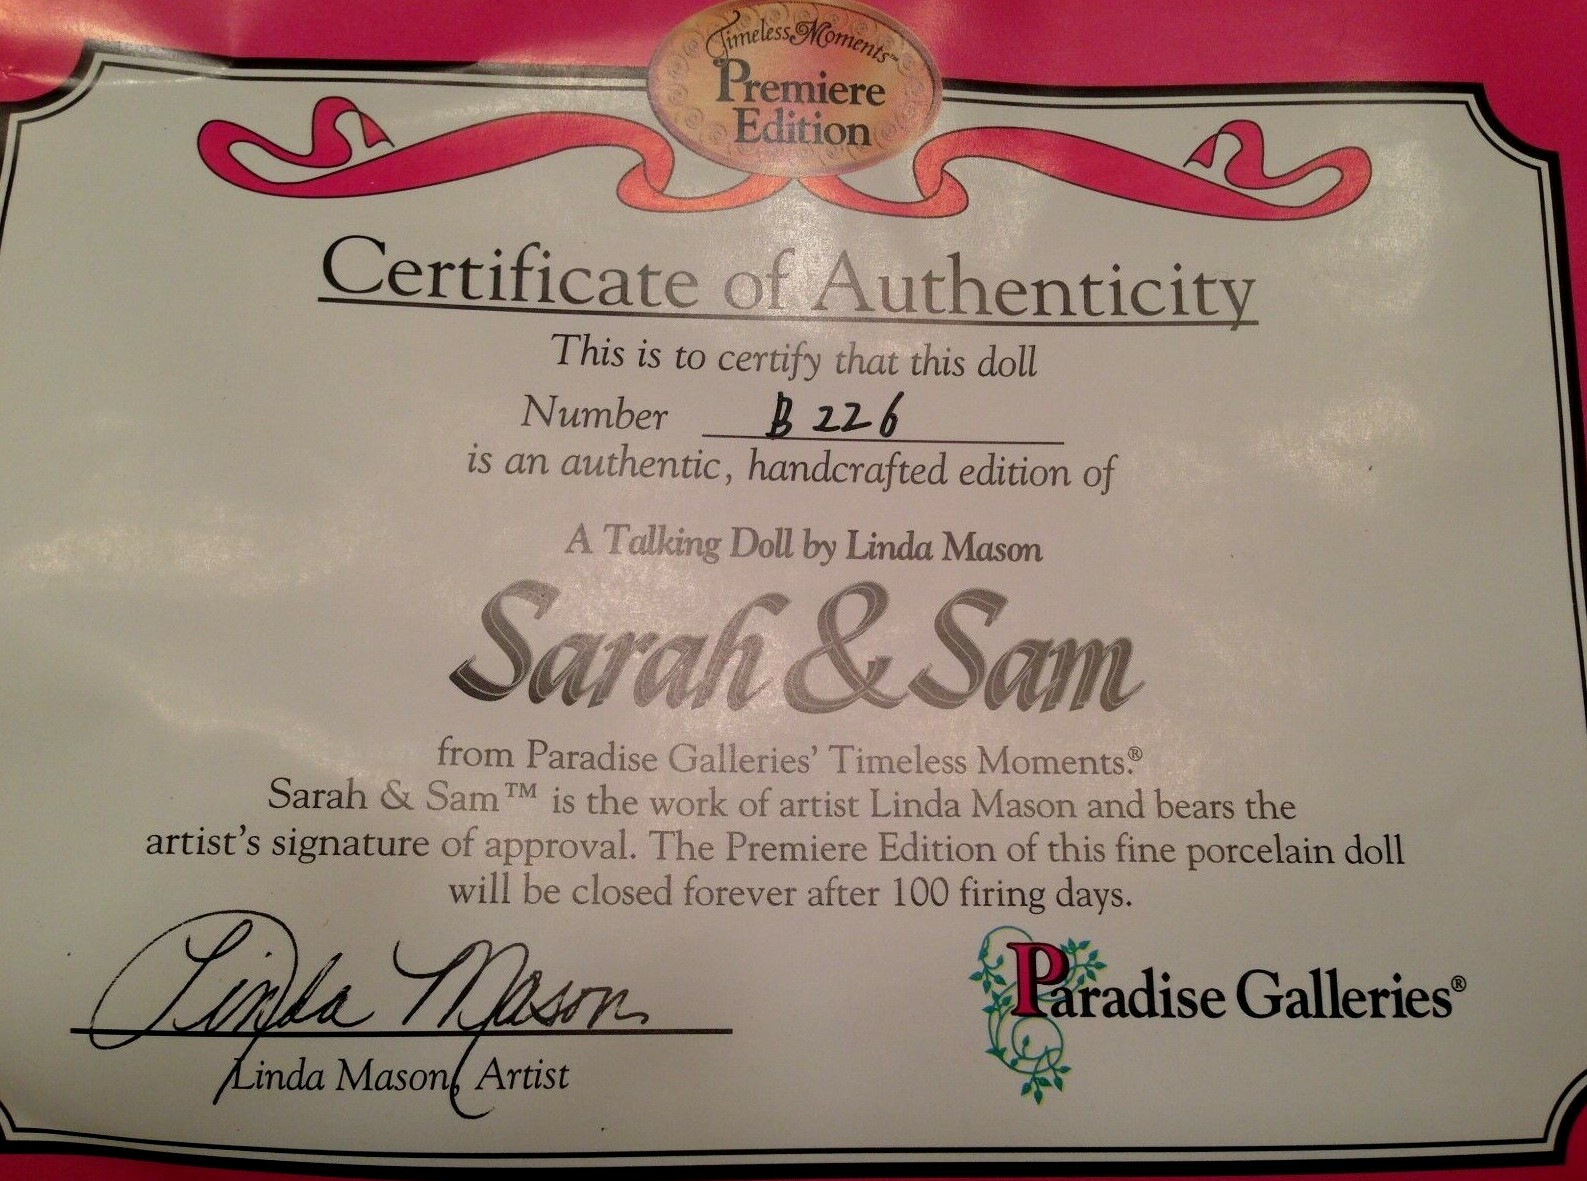 Timeless Moments™
Premiere
Edition
Certificate of Authenticity
This is to certify that this doll
Number B 226
is an authentic, handcrafted edition of
A Talking Doll by Linda Mason
Sarah & Sam
from Paradise Galleries' Timeless Moments.®
Sarah & Sam™ is the work of artist Linda Mason and bears the
artist's signature of approval. The Premiere Edition of this fine porcelain doll
will be closed forever after 100 firing days.
Linda Mason
Linda Mason, Artist
Paradise Galleries®